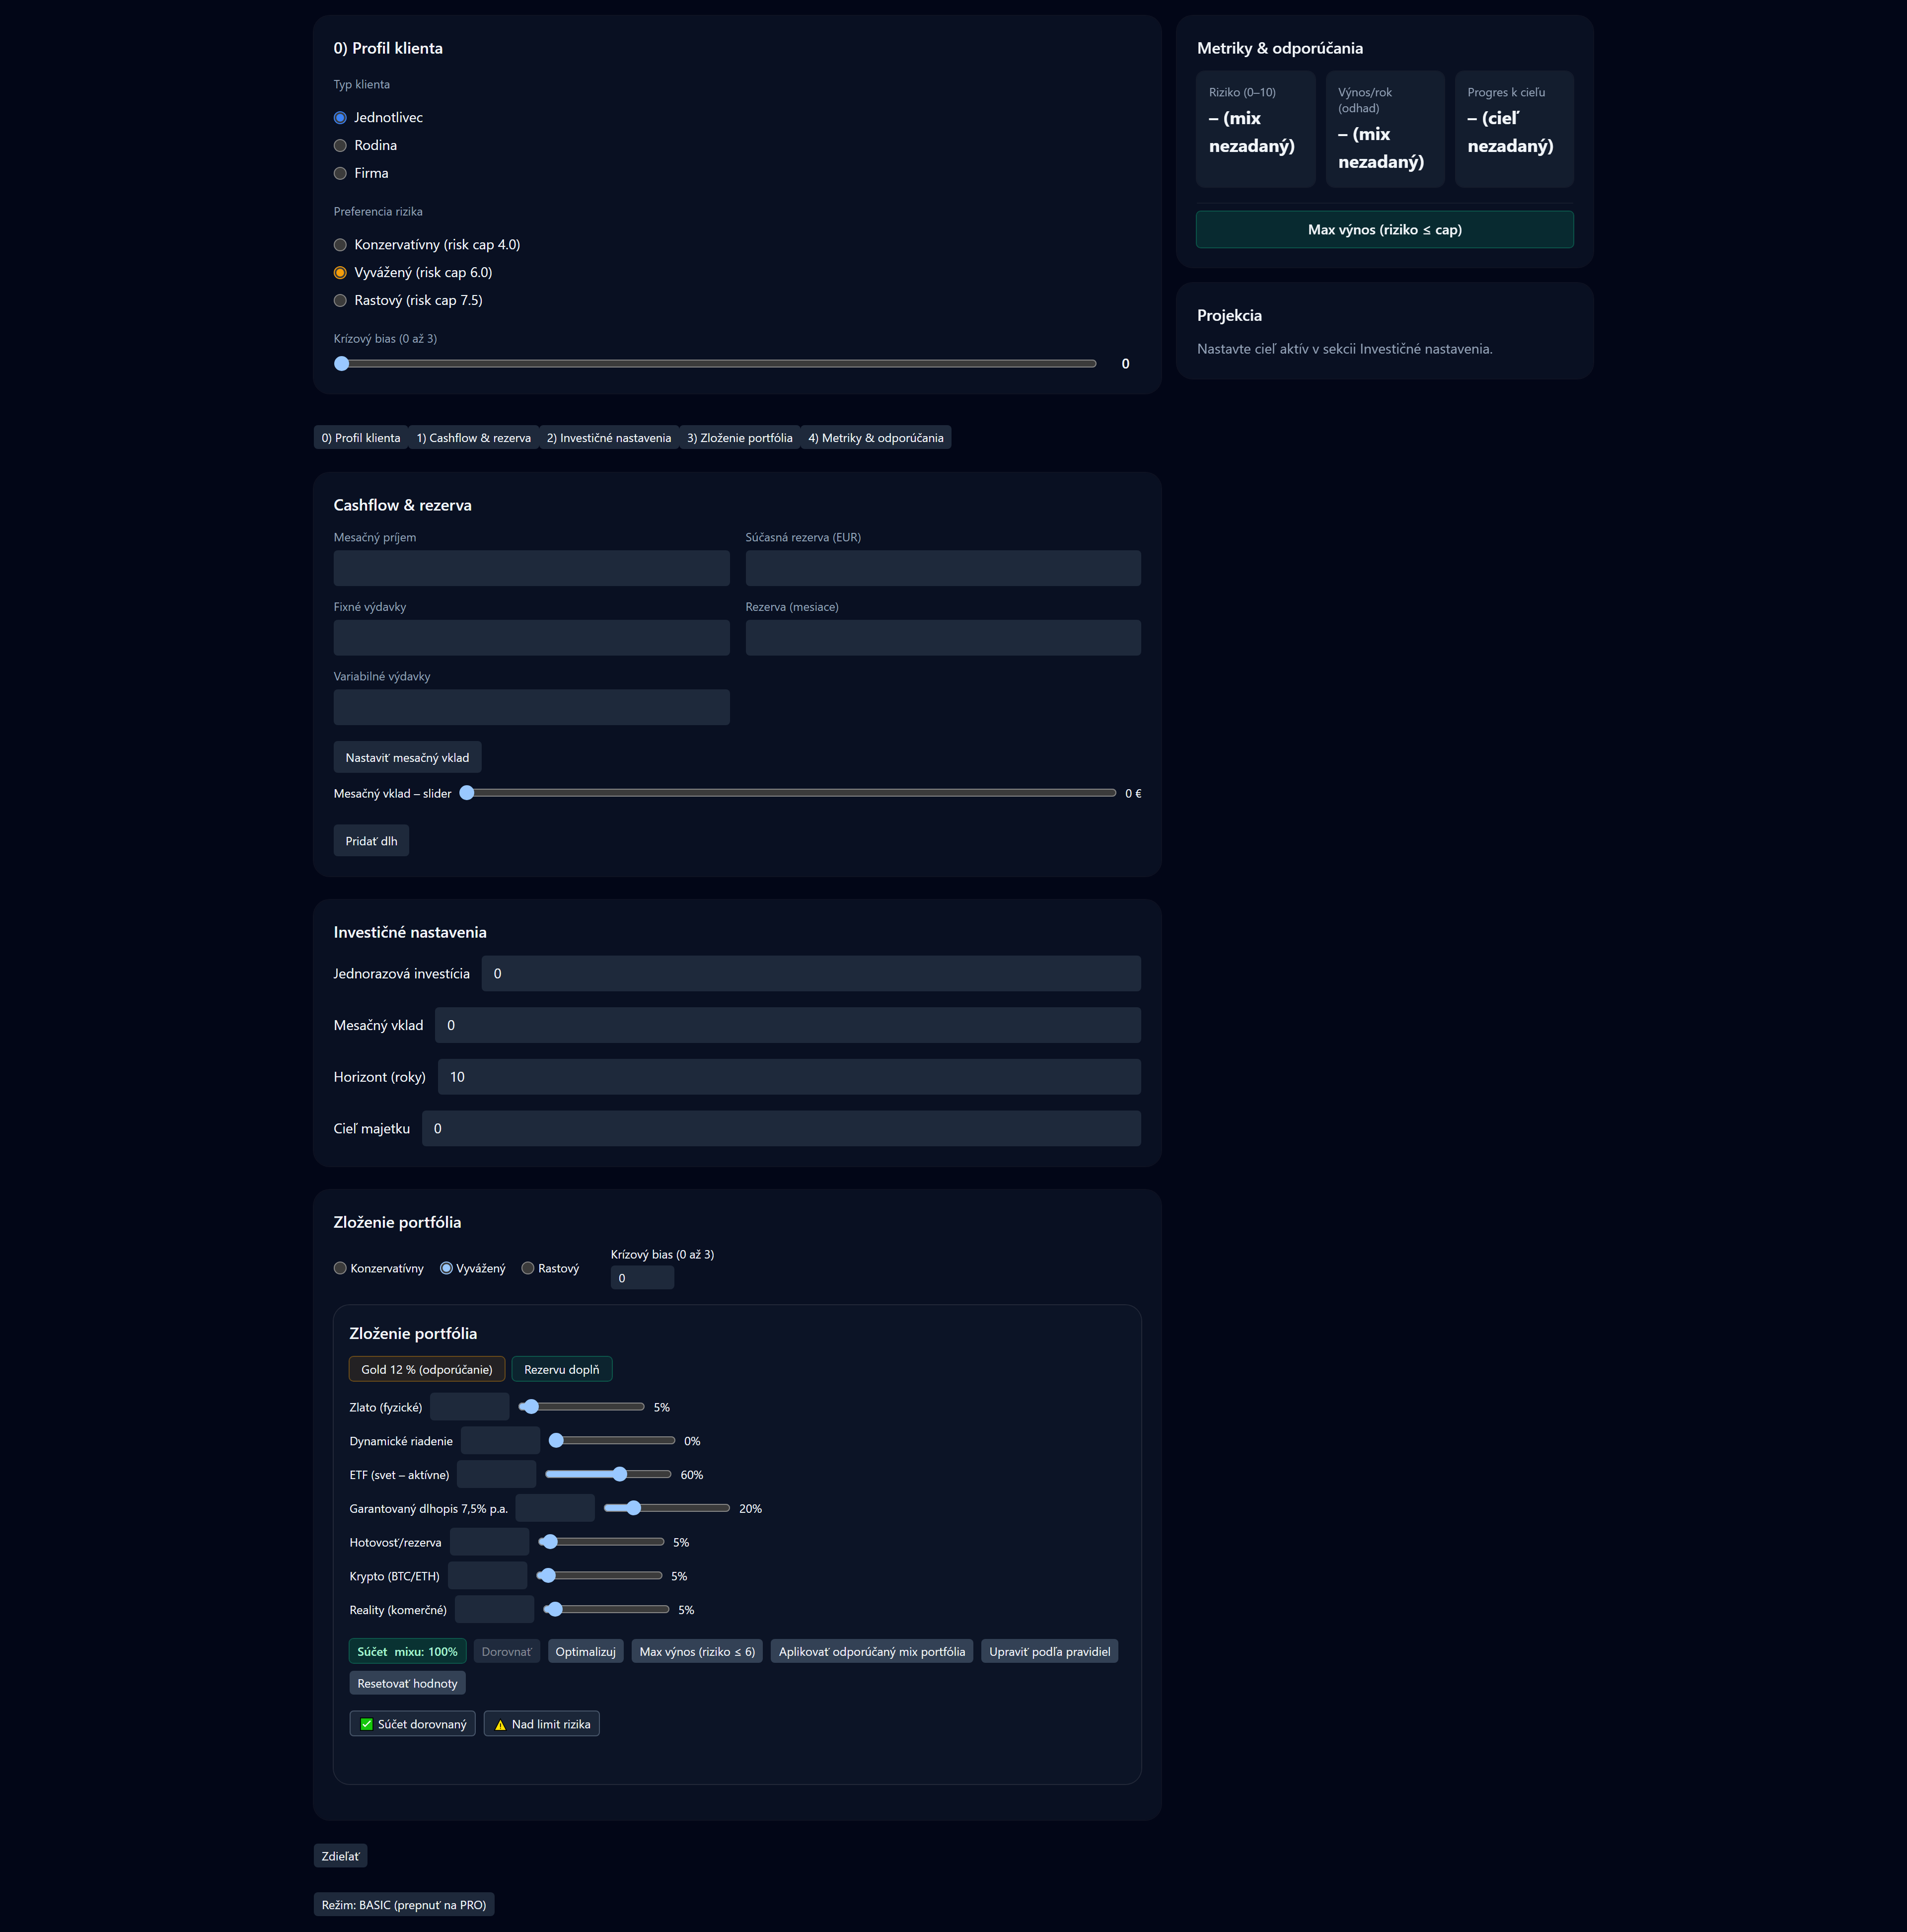 0) Profil klienta
Typ klienta
Jednotlivec
Rodina
Firma
Preferencia rizika
Konzervatívny (risk cap 4.0)
Vyvážený (risk cap 6.0)
Rastový (risk cap 7.5)
Krízový bias (0 až 3)
0
Metriky & odporúčania
Riziko (0–10)
– (mix
nezadaný)
Výnos/rok
(odhad)
– (mix
nezadaný)
Progres k cieľu
– (cieľ
nezadaný)
Max výnos (riziko ≤ cap)
Projekcia
Nastavte cieľ aktív v sekcii Investičné nastavenia.
0) Profil klienta 1) Cashflow & rezerva 2) Investičné nastavenia 3) Zloženie portfólia 4) Metriky & odporúčania
Cashflow & rezerva
Mesačný príjem
Súčasná rezerva (EUR)
Fixné výdavky
Rezerva (mesiace)
Variabilné výdavky
Nastaviť mesačný vklad
Mesačný vklad – slider 0 €
Pridať dlh
Investičné nastavenia
Jednorazová investícia 0
Mesačný vklad 0
Horizont (roky) 10
Cieľ majetku 0
Zloženie portfólia
Krízový bias (0 až 3)
Konzervatívny Vyvážený Rastový
0
Zloženie portfólia
Gold 12 % (odporúčanie) Rezervu doplň
Zlato (fyzické) 5%
Dynamické riadenie 0%
ETF (svet – aktívne) 60%
Garantovaný dlhopis 7,5% p.a. 20%
Hotovosť/rezerva 5%
Krypto (BTC/ETH) 5%
Reality (komerčné) 5%
Súčet mixu: 100% Dorovnať Optimalizuj Max výnos (riziko ≤ 6) Aplikovať odporúčaný mix portfólia Upraviť podľa pravidiel
Resetovať hodnoty
✅ Súčet dorovnaný ⚠️ Nad limit rizika
Zdieľať
Režim: BASIC (prepnuť na PRO)